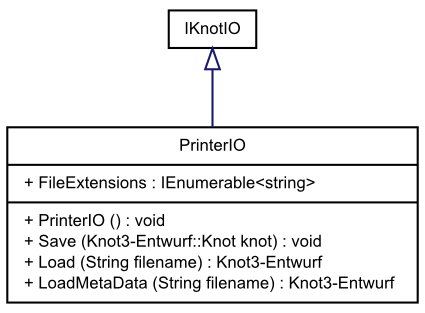 IKnotIO
PrinterIO
+ FileExtensions : IEnumerable<string>
+ PrinterIO () : void
+ Save (Knot3-Entwurf::Knot knot) : void
+ Load (String filename) : Knot3-Entwurf
+ LoadMetaData (String filename) : Knot3-Entwurf